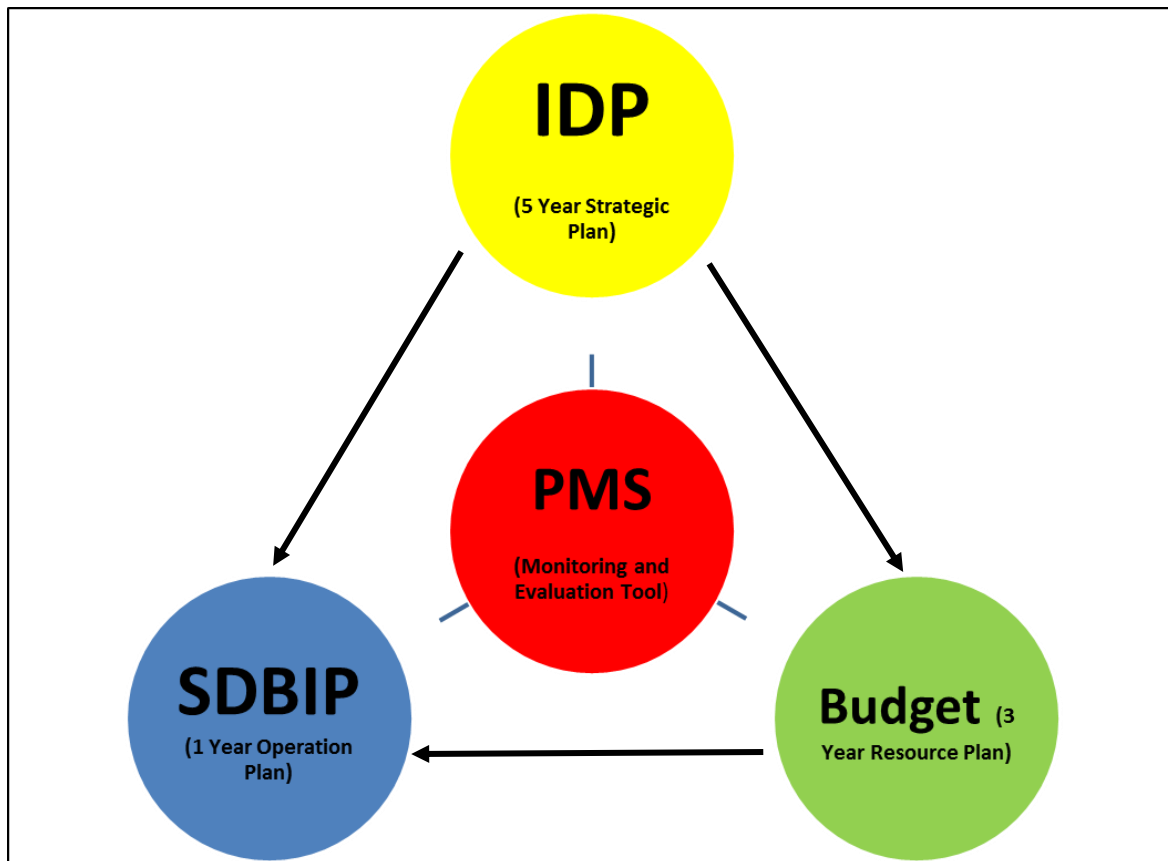 IDP
(5 Year Strategic
Plan)
PMS
(Monitoring and
Evaluation Tool)
SDBIP
(1 Year Operation
Plan)
Budget (3
Year Resource Plan)